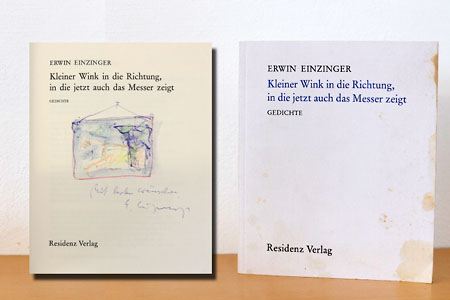 ERWIN EINZINGER
Kleiner Wink in die Richtung,
in die jetzt auch das Messer zeigt
GEDICHTE
Residenz Verlag
ERWIN EINZINGER
Kleiner Wink in die Richtung,
in die jetzt auch das Messer zeigt
GEDICHTE
Residenz Verlag